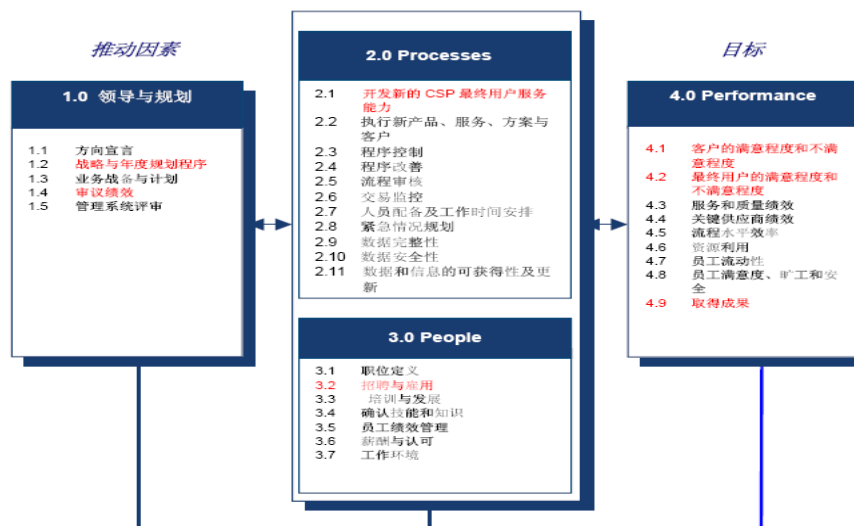 推动因素
1.0 领导与规划
1.1 方向宣言
1.2 战略与年度规划程序
1.3 业务战备与计划
1.4 审议绩效
1.5 管理系统评审
2.0 Processes
2.1 开发新的 CSP 最终用户服务
能力
2.2 执行新产品、服务、方案与
客户
2.3 程序控制
2.4 程序改善
2.5 流程审核
2.6 交易监控
2.7 人员配备及工作时间安排
2.8 紧急情况规划
2.9 数据完整性
2.10 数据安全性
2.11 数据和信息的可获得性及更
新
3.0 People
3.1 职位定义
3.2 招聘与雇用
3.3 培训与发展
3.4 确认技能和知识
3.5 员工绩效管理
3.6 薪酬与认可
3.7 工作环境
目标
4.0 Performance
4.1 客户的满意程度和不满
意程度
4.2 最终用户的满意程度和
不满意程度
4.3 服务和质量绩效
4.4 关键供应商绩效
4.5 流程水平效率
4.6 资源利用
4.7 员工流动性
4.8 员工满意度、旷工和安
全
4.9 取得成果